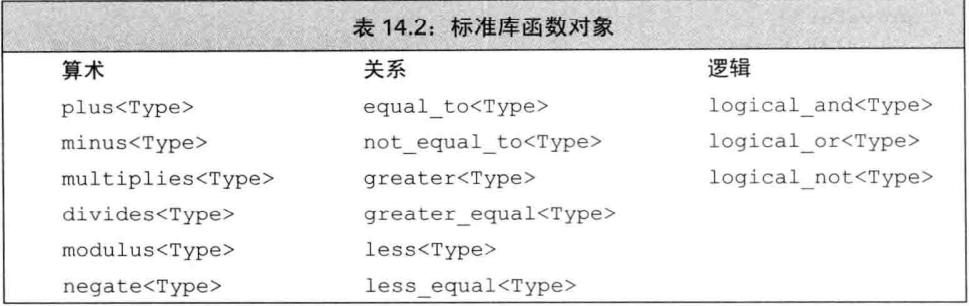 表 14.2：标准库函数对象
算术 关系 逻辑
plus<Type> equal_to<Type> logical_and<Type>
minus<Type> not_equal_to<Type> logical_or<Type>
multiplies<Type> greater<Type> logical_not<Type>
divides<Type> greater_equal<Type>
modulus<Type> less<Type>
negate<Type> less_equal<Type>